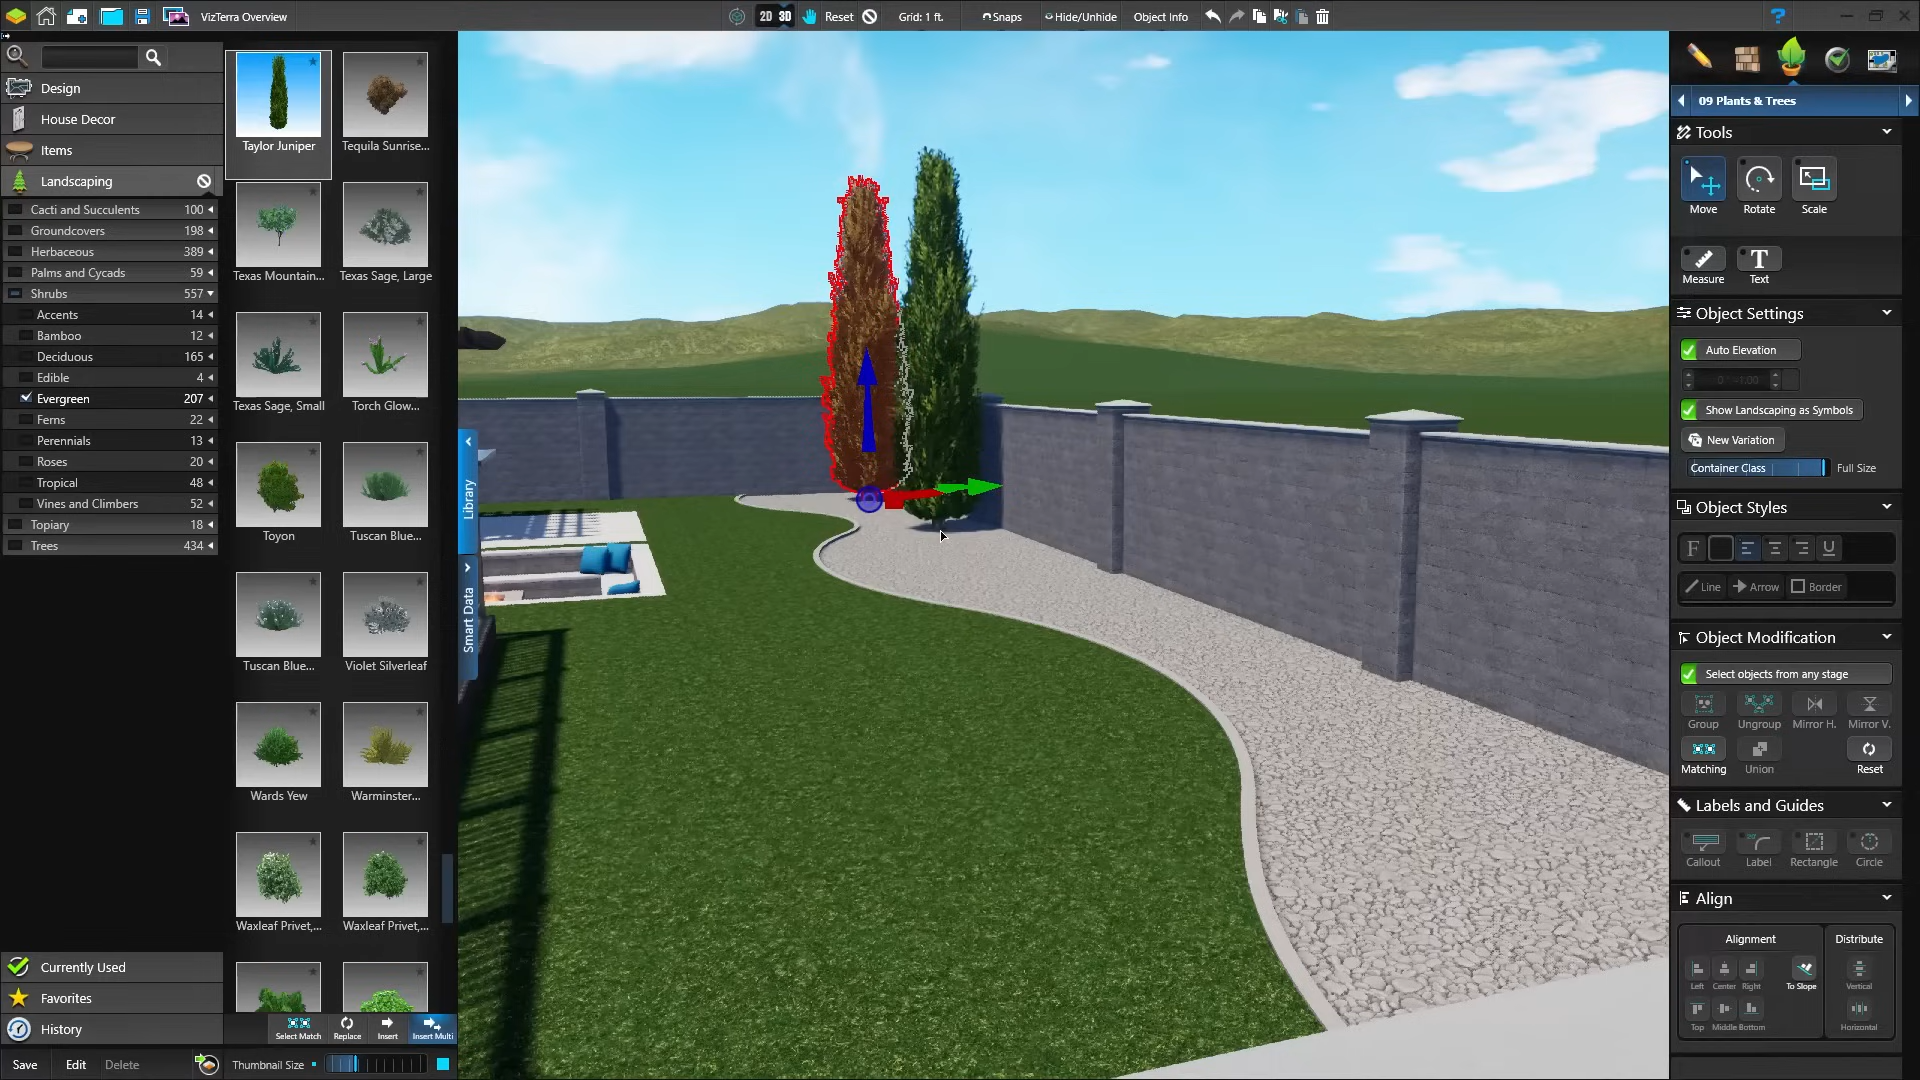 VizTerra Overview
2D 3D
Reset
Grid: 1 ft.
Snaps
Hide/Unhide
Object Info
?
Design
House Decor
Items
Landscaping
Cacti and Succulents 100
Groundcovers 198
Herbaceous 389
Palms and Cycads 59
Shrubs 557
Accents 14
Bamboo 12
Deciduous 165
Edible 4
Evergreen 207
Ferns 22
Perennials 13
Roses 20
Tropical 48
Vines and Climbers 52
Topiary 18
Trees 434
Currently Used
Favorites
History
Save Edit Delete
Taylor Juniper
Tequila Sunrise...
Texas Mountain...
Texas Sage, Large
Texas Sage, Small
Torch Glow...
Toyon
Tuscan Blue...
Tuscan Blue...
Violet Silverleaf
Wards Yew
Warminster...
Waxleaf Privet,...
Waxleaf Privet,...
Select Match Replace Insert Insert Multi
Thumbnail Size
Library
Smart Data
09 Plants & Trees
Tools
Move Rotate Scale
Measure Text
Object Settings
Auto Elevation
Show Landscaping as Symbols
New Variation
Container Class Full Size
Object Styles
F U
Line Arrow Border
Object Modification
Select objects from any stage
Group Ungroup Mirror H. Mirror V.
Matching Union Reset
Labels and Guides
Callout Label Rectangle Circle
Align
Alignment Distribute
Left Center Right To Slope Vertical
Top Middle Bottom Horizontal